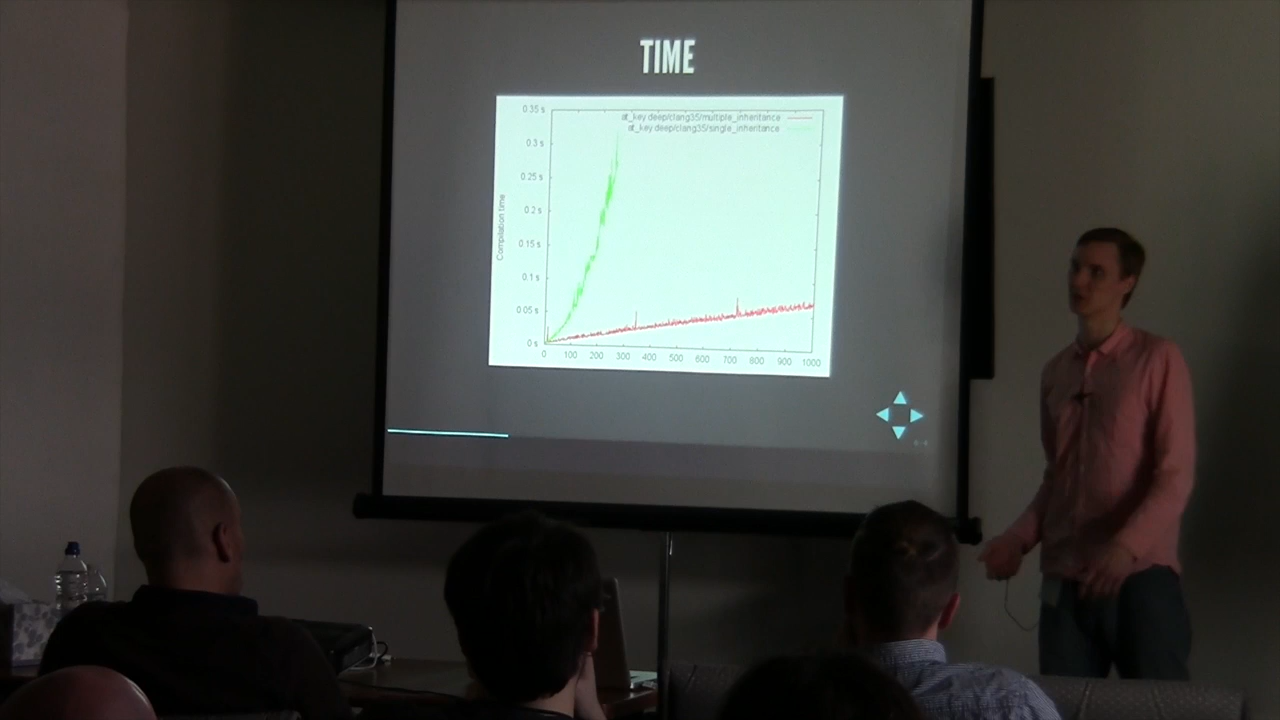 TIME
0.35 s
at_key deep/clang35/multiple_inheritance
at_key deep/clang35/single_inheritance
0.3 s
0.25 s
0.2 s
0.15 s
0.1 s
0.05 s
0 s
Compilation time
0 100 200 300 400 500 600 700 800 900 1000